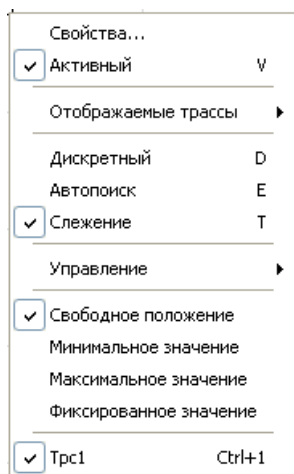 Свойства...
Активный V
Отображаемые трассы
Дискретный D
Автопоиск E
Слежение T
Управление
Свободное положение
Минимальное значение
Максимальное значение
Фиксированное значение
Трс1 Ctrl+1